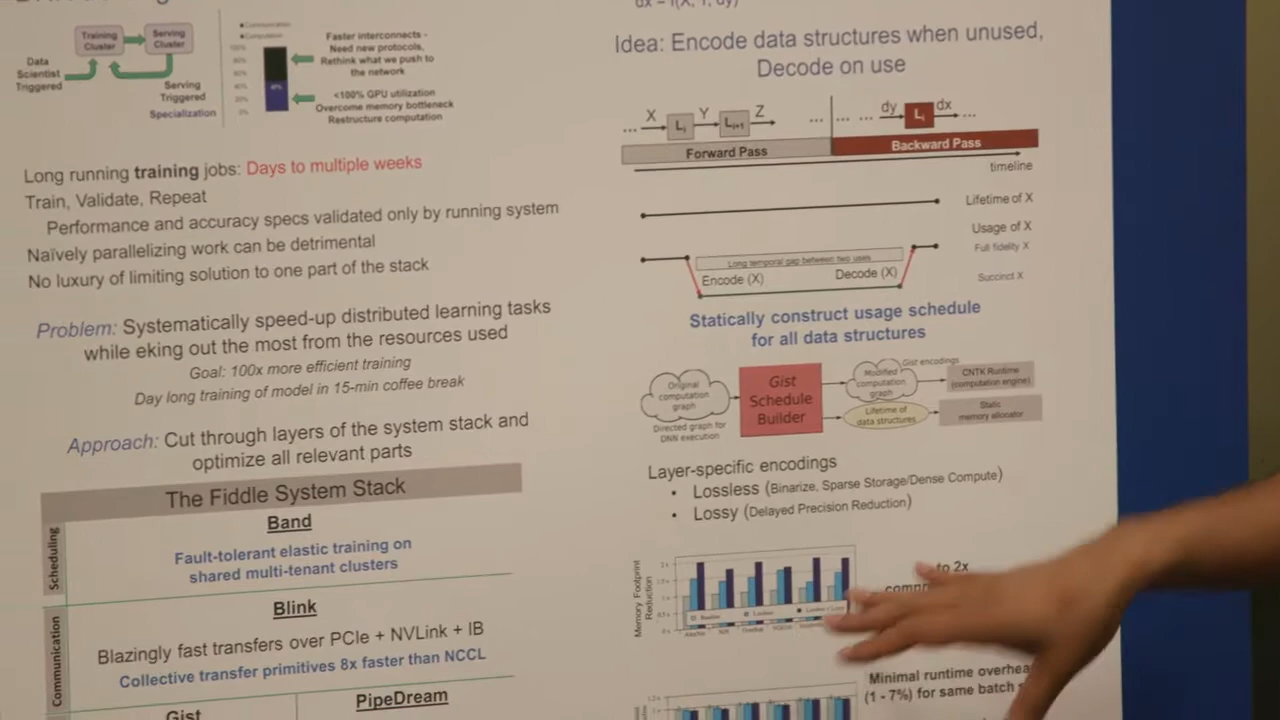 Training
Cluster
Serving
Cluster
Data
Scientist
Triggered
Serving
Triggered
Specialization
Faster interconnects -
Need new protocols,
Rethink what we push to
the network
<100% GPU utilization
Overcome memory bottleneck
Restructure computation
Long running training jobs: Days to multiple weeks
Train, Validate, Repeat
Performance and accuracy specs validated only by running system
Naïvely parallelizing work can be detrimental
No luxury of limiting solution to one part of the stack
Problem: Systematically speed-up distributed learning tasks
while eking out the most from the resources used
Goal: 100x more efficient training
Day long training of model in 15-min coffee break
Approach: Cut through layers of the system stack and
optimize all relevant parts
The Fiddle System Stack
Scheduling
Band
Fault-tolerant elastic training on
shared multi-tenant clusters
Communication
Blink
Blazingly fast transfers over PCIe + NVLink + IB
Collective transfer primitives 8x faster than NCCL
Gist
PipeDream
Idea: Encode data structures when unused,
Decode on use
... X Li Y Li+1 Z ... ... ... dy Li dx ...
Forward Pass
Backward Pass
timeline
Lifetime of X
Usage of X
Full fidelity X
Long temporal gap between two uses
Encode (X)
Decode (X)
Succinct X
Statically construct usage schedule
for all data structures
Original
computation
graph
Directed graph for
DNN execution
Gist
Schedule
Builder
Gist encodings
Modified
computation
graph
Lifetime of
data structures
CNTK Runtime
(computation engine)
Static
memory allocator
Layer-specific encodings
• Lossless (Binarize, Sparse Storage/Dense Compute)
• Lossy (Delayed Precision Reduction)
Memory Footprint
Reduction
to 2x
Minimal runtime overhea
(1 - 7%) for same batch